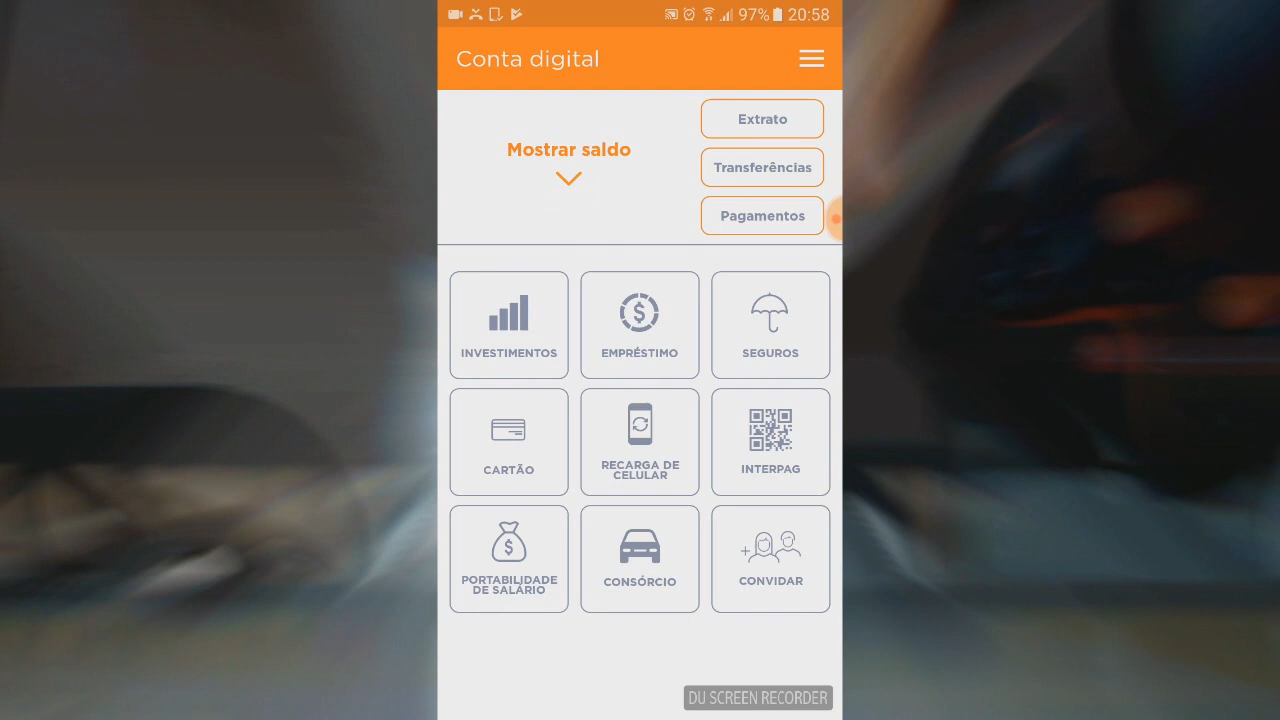 97% 20:58
Conta digital
Extrato
Mostrar saldo
Transferências
Pagamentos
INVESTIMENTOS
EMPRÉSTIMO
SEGUROS
CARTÃO
RECARGA DE
CELULAR
INTERPAG
PORTABILIDADE
DE SALÁRIO
CONSÓRCIO
CONVIDAR
DU SCREEN RECORDER